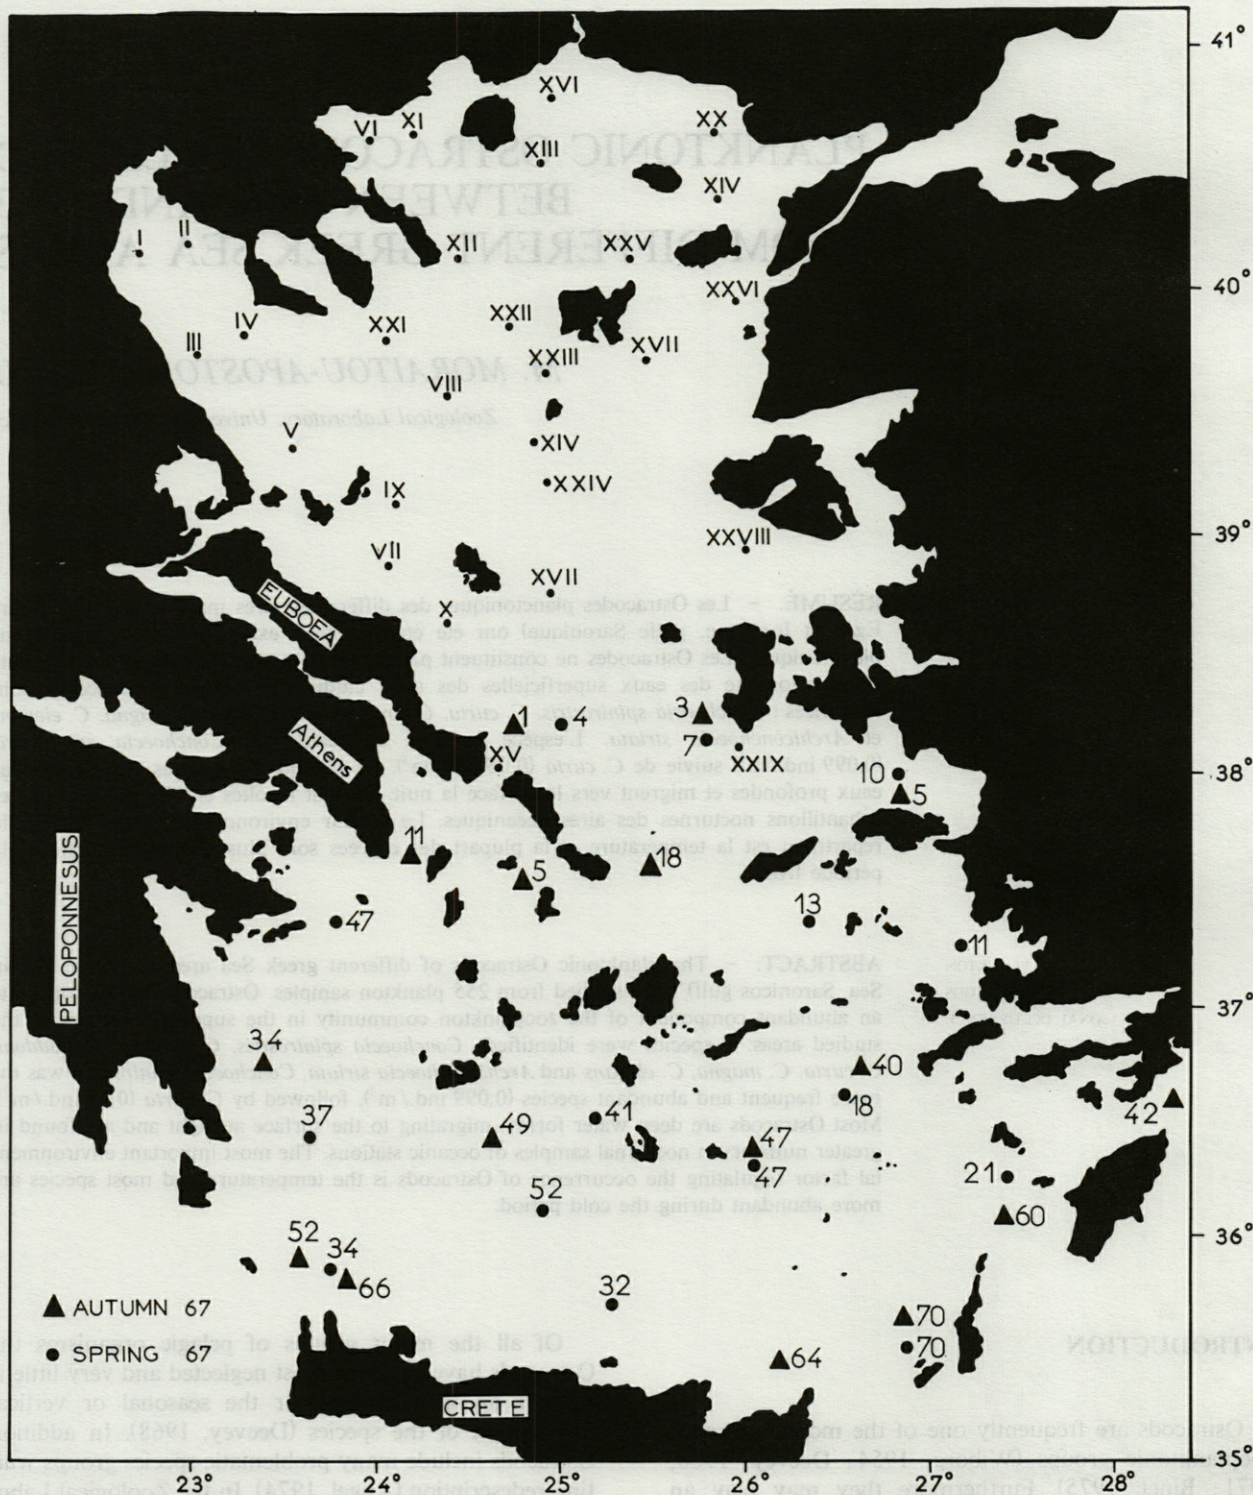 41°
XVI
XI
VI
XX
XIII
XIV
II
I
XII
XXV
40°
XXVI
IV
XXII
XXI
III
XXIII
XVII
VIII
V
XIV
XXIV
IX
39°
XXVIII
VII
XVII
EUBOEA
X
1
4
3
7
Athens
XV
XXIX
38°
10
5
11
5
18
PELOPONNESUS
47
13
11
37°
34
40
18
42
37
49
41
47
47
21
52
60
36°
52
34
66
32
AUTUMN 67
70
SPRING 67
70
64
CRETE
35°
23°
24°
25°
26°
27°
28°